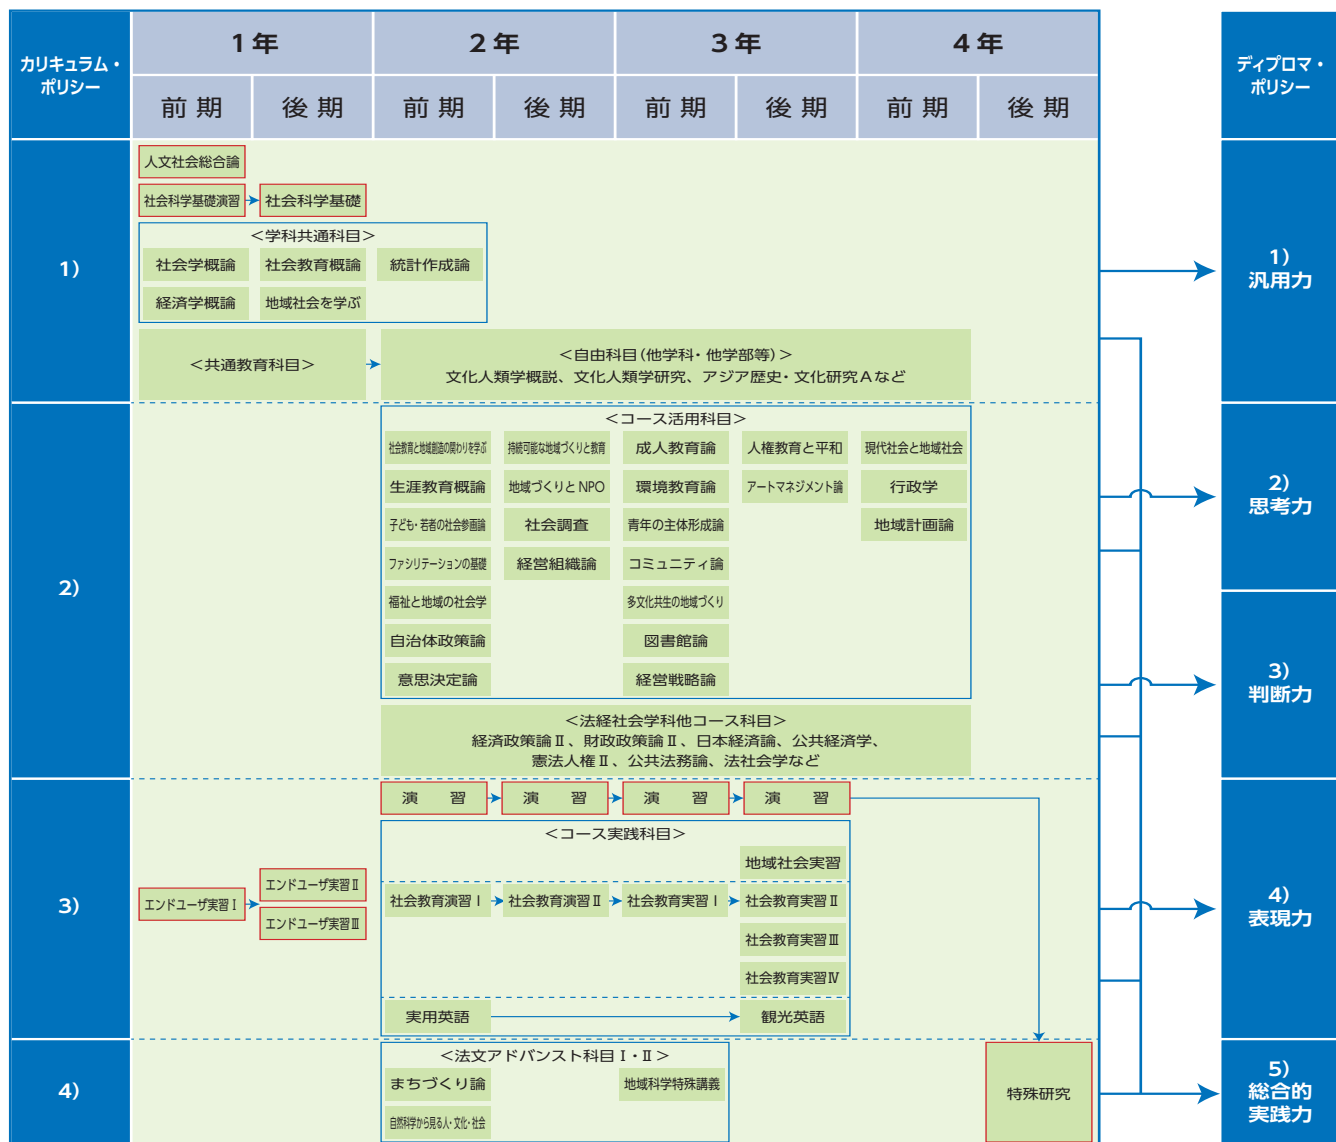 カリキュラム・
ポリシー
1年
2年
3年
4年
前期
後期
前期
後期
前期
後期
前期
後期
ディプロマ・
ポリシー
1)
人文社会総合論
社会科学基礎演習
社会科学基礎
<学科共通科目>
社会学概論
社会教育概論
統計作成論
経済学概論
地域社会を学ぶ
<共通教育科目>
<自由科目(他学科・他学部等)>
文化人類学概説、文化人類学研究、アジア歴史・文化研究Aなど
2)
<コース活用科目>
社会教育と地域創造の関わりを学ぶ
持続可能な地域づくりと教育
成人教育論
人権教育と平和
現代社会と地域社会
生涯教育概論
地域づくりとNPO
環境教育論
アートマネジメント論
行政学
子ども・若者の社会参画論
社会調査
青年の主体形成論
地域計画論
ファシリテーションの基礎
経営組織論
コミュニティ論
福祉と地域の社会学
多文化共生の地域づくり
自治体政策論
図書館論
意思決定論
経営戦略論
<法経社会学科他コース科目>
経済政策論Ⅱ、財政政策論Ⅱ、日本経済論、公共経済学、
憲法人権Ⅱ、公共法務論、法社会学など
3)
演習
演習
演習
演習
<コース実践科目>
地域社会実習
エンドユーザ実習Ⅰ
エンドユーザ実習Ⅱ
エンドユーザ実習Ⅲ
社会教育演習Ⅰ
社会教育演習Ⅱ
社会教育実習Ⅰ
社会教育実習Ⅱ
社会教育実習Ⅲ
社会教育実習Ⅳ
実用英語
観光英語
4)
<法文アドバンスト科目Ⅰ・Ⅱ>
まちづくり論
地域科学特殊講義
自然科学から見る人・文化・社会
特殊研究
1)
汎用力
2)
思考力
3)
判断力
4)
表現力
5)
総合的
実践力